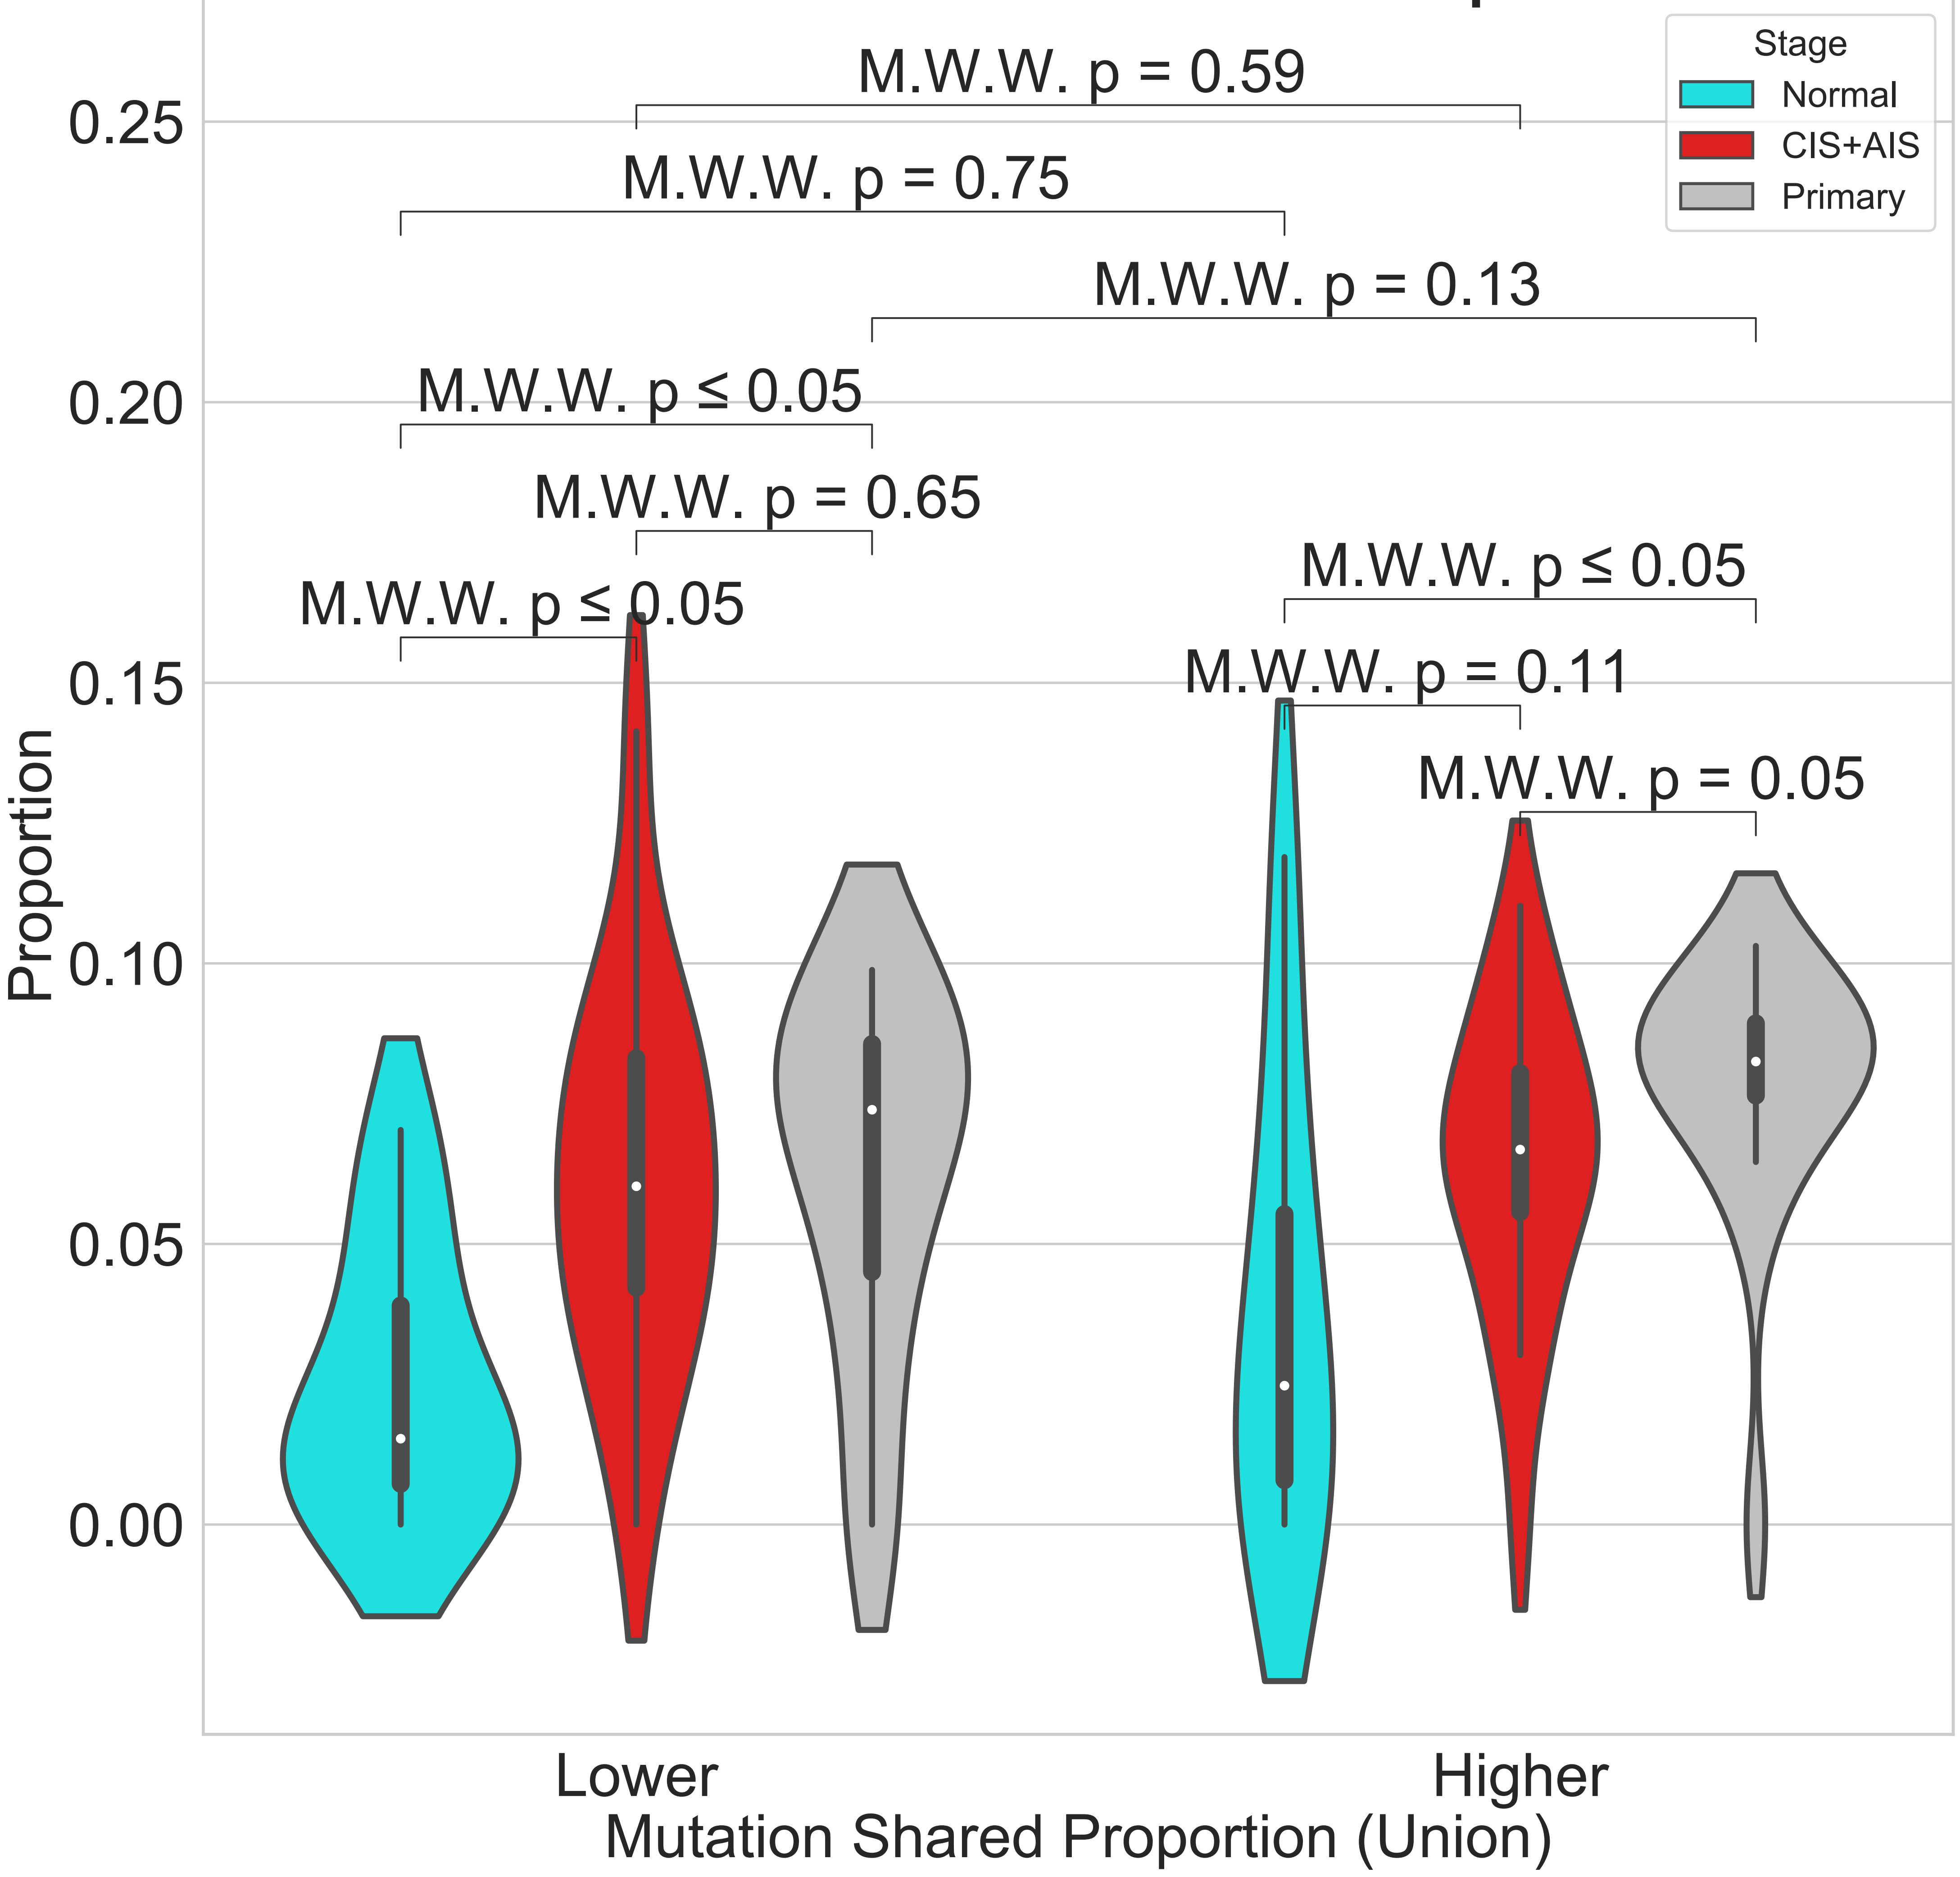 Stage
Normal
CIS+AIS
Primary
M.W.W. p = 0.59
0.25
M.W.W. p = 0.75
M.W.W. p = 0.13
M.W.W. p ≤ 0.05
0.20
M.W.W. p = 0.65
M.W.W. p ≤ 0.05
M.W.W. p ≤ 0.05
M.W.W. p = 0.11
0.15
M.W.W. p = 0.05
Proportion
0.10
0.05
0.00
Lower
Higher
Mutation Shared Proportion (Union)